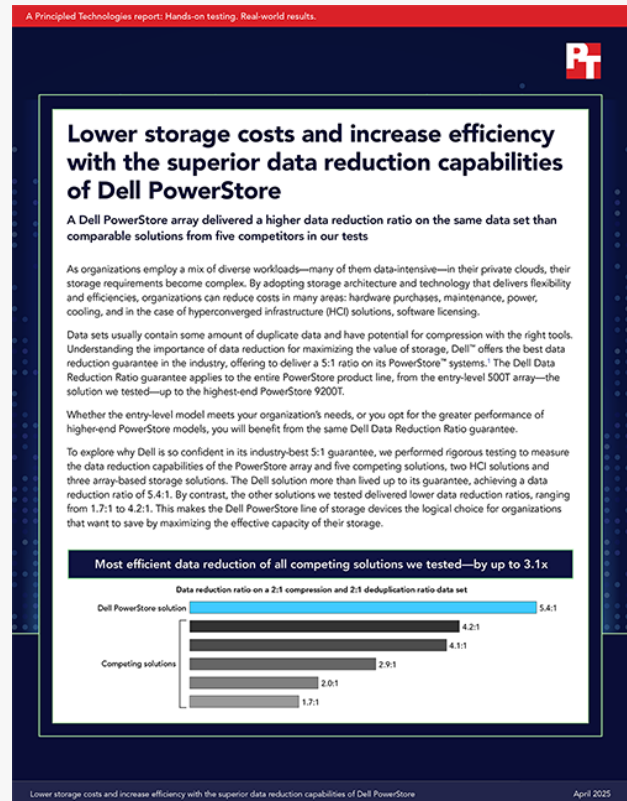 A Principled Technologies report: Hands-on testing. Real-world results.
PT
Lower storage costs and increase efficiency
with the superior data reduction capabilities
of Dell PowerStore
A Dell PowerStore array delivered a higher data reduction ratio on the same data set than
comparable solutions from five competitors in our tests
As organizations employ a mix of diverse workloads—many of them data-intensive—in their private clouds, their
storage requirements become complex. By adopting storage architecture and technology that delivers flexibility
and efficiencies, organizations can reduce costs in many areas: hardware purchases, maintenance, power,
cooling, and in the case of hyperconverged infrastructure (HCI) solutions, software licensing.
Data sets usually contain some amount of duplicate data and have potential for compression with the right tools.
Understanding the importance of data reduction for maximizing the value of storage, Dell™ offers the best data
reduction guarantee in the industry, offering to deliver a 5:1 ratio on its PowerStore™ systems.¹ The Dell Data
Reduction Ratio guarantee applies to the entire PowerStore product line, from the entry-level 500T array—the
solution we tested—up to the highest-end PowerStore 9200T.
Whether the entry-level model meets your organization's needs, or you opt for the greater performance of
higher-end PowerStore models, you will benefit from the same Dell Data Reduction Ratio guarantee.
To explore why Dell is so confident in its industry-best 5:1 guarantee, we performed rigorous testing to measure
the data reduction capabilities of the PowerStore array and five competing solutions, two HCI solutions and
three array-based storage solutions. The Dell solution more than lived up to its guarantee, achieving a data
reduction ratio of 5.4:1. By contrast, the other solutions we tested delivered lower data reduction ratios, ranging
from 1.7:1 to 4.2:1. This makes the Dell PowerStore line of storage devices the logical choice for organizations
that want to save by maximizing the effective capacity of their storage.
Most efficient data reduction of all competing solutions we tested—by up to 3.1x
Data reduction ratio on a 2:1 compression and 2:1 deduplication ratio data set
Dell PowerStore solution 5.4:1
4.2:1
4.1:1
Competing solutions 2.9:1
2.0:1
1.7:1
Lower storage costs and increase efficiency with the superior data reduction capabilities of Dell PowerStore April 2025